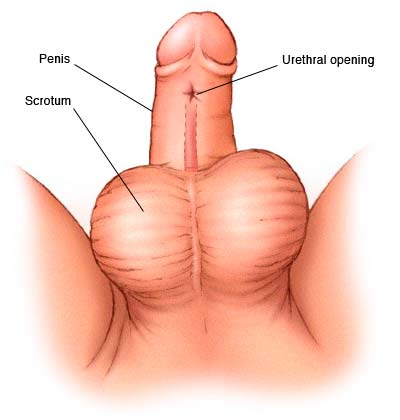 Penis
Urethral opening
Scrotum